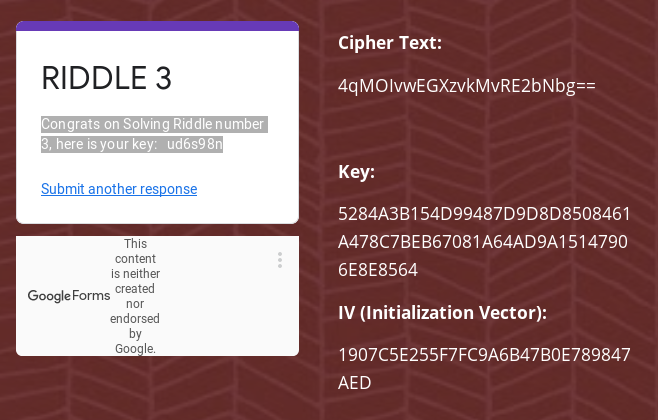 RIDDLE 3
Congrats on Solving Riddle number
3, here is your key: ud6s98n
Submit another response
This
content
is neither
created
nor
endorsed
by
Google.
Google Forms
Cipher Text:
4qMOIvwEGXzvkMvRE2bNbg==
Key:
5284A3B154D99487D9D8D8508461
A478C7BEB67081A64AD9A1514790
6E8E8564
IV (Initialization Vector):
1907C5E255F7FC9A6B47B0E789847
AED